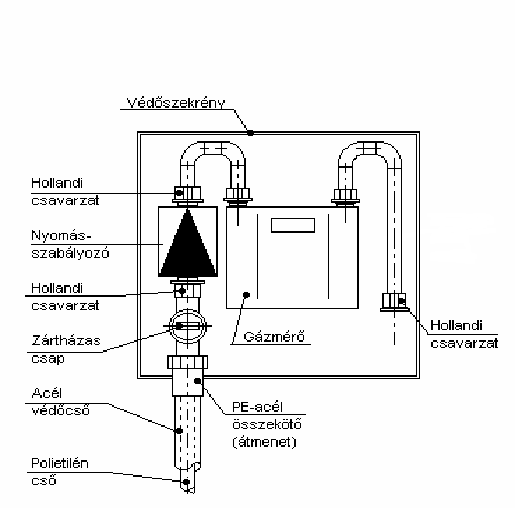 Védőszekrény
Hollandi
csavarzat
Nyomás-
szabályozó
Hollandi
csavarzat
Zártházas
csap
Acél
védőcső
Polietilén
cső
Gázmérő
PE-acél
összekötő
(átmenet)
Hollandi
csavarzat